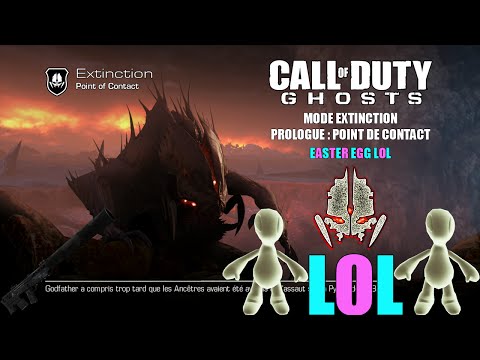 Extinction
Point of Contact
CALL OF DUTY
GHOSTS
MODE EXTINCTION
PROLOGUE : POINT DE CONTACT
EASTER EGG LOL
LOL
Godfather a compris trop tard que les Ancêtres avaient été au